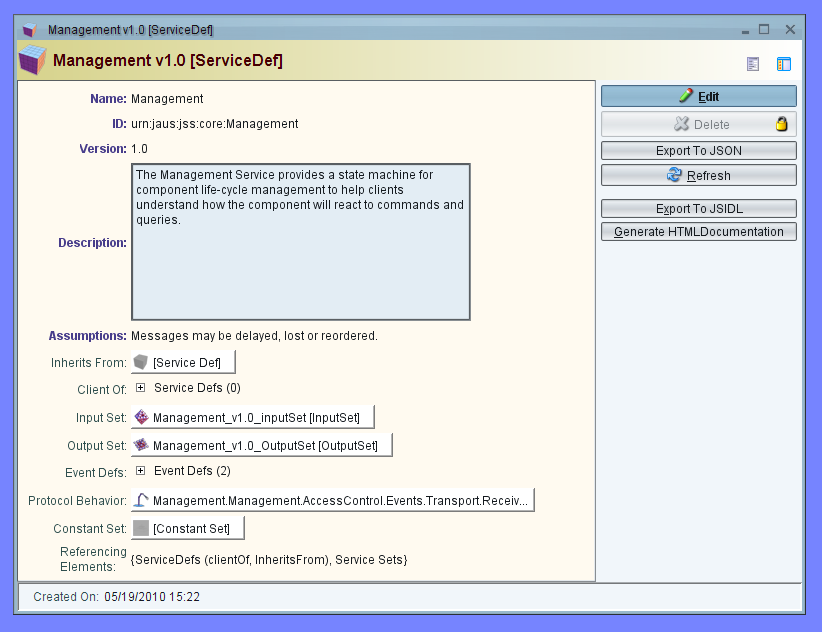 Management v1.0 [ServiceDef]
Management v1.0 [ServiceDef]
Name: Management
ID: urn:jaus:jss:core:Management
Version: 1.0
Description: The Management Service provides a state machine for
component life-cycle management to help clients
understand how the component will react to commands and
queries.
Assumptions: Messages may be delayed, lost or reordered.
Inherits From: [Service Def]
Client Of: Service Defs (0)
Input Set: Management_v1.0_inputSet [InputSet]
Output Set: Management_v1.0_OutputSet [OutputSet]
Event Defs: Event Defs (2)
Protocol Behavior: Management.Management.AccessControl.Events.Transport.Receiv...
Constant Set: [Constant Set]
Referencing
Elements: {ServiceDefs (clientOf, InheritsFrom), Service Sets}
Edit
Delete
Export To JSON
Refresh
Export To JSIDL
Generate HTMLDocumentation
Created On: 05/19/2010 15:22